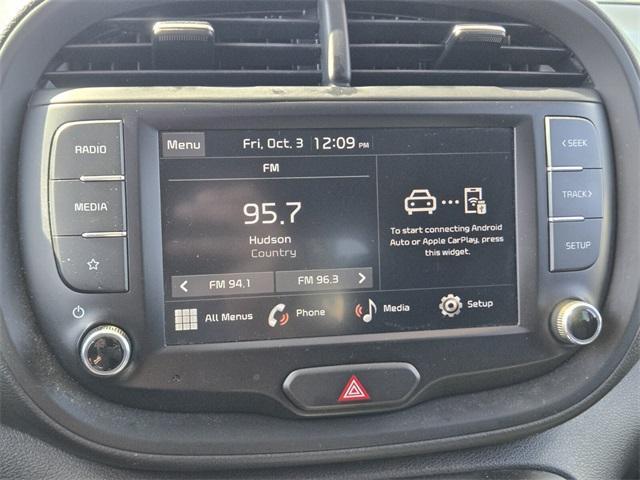 RADIO
MEDIA
Menu
Fri, Oct. 3 12:09 PM
FM
95.7
Hudson
Country
< FM 94.1
FM 96.3 >
To start connecting Android
Auto or Apple CarPlay, press
this widget.
All Menus
Phone
Media
Setup
< SEEK
TRACK >
SETUP